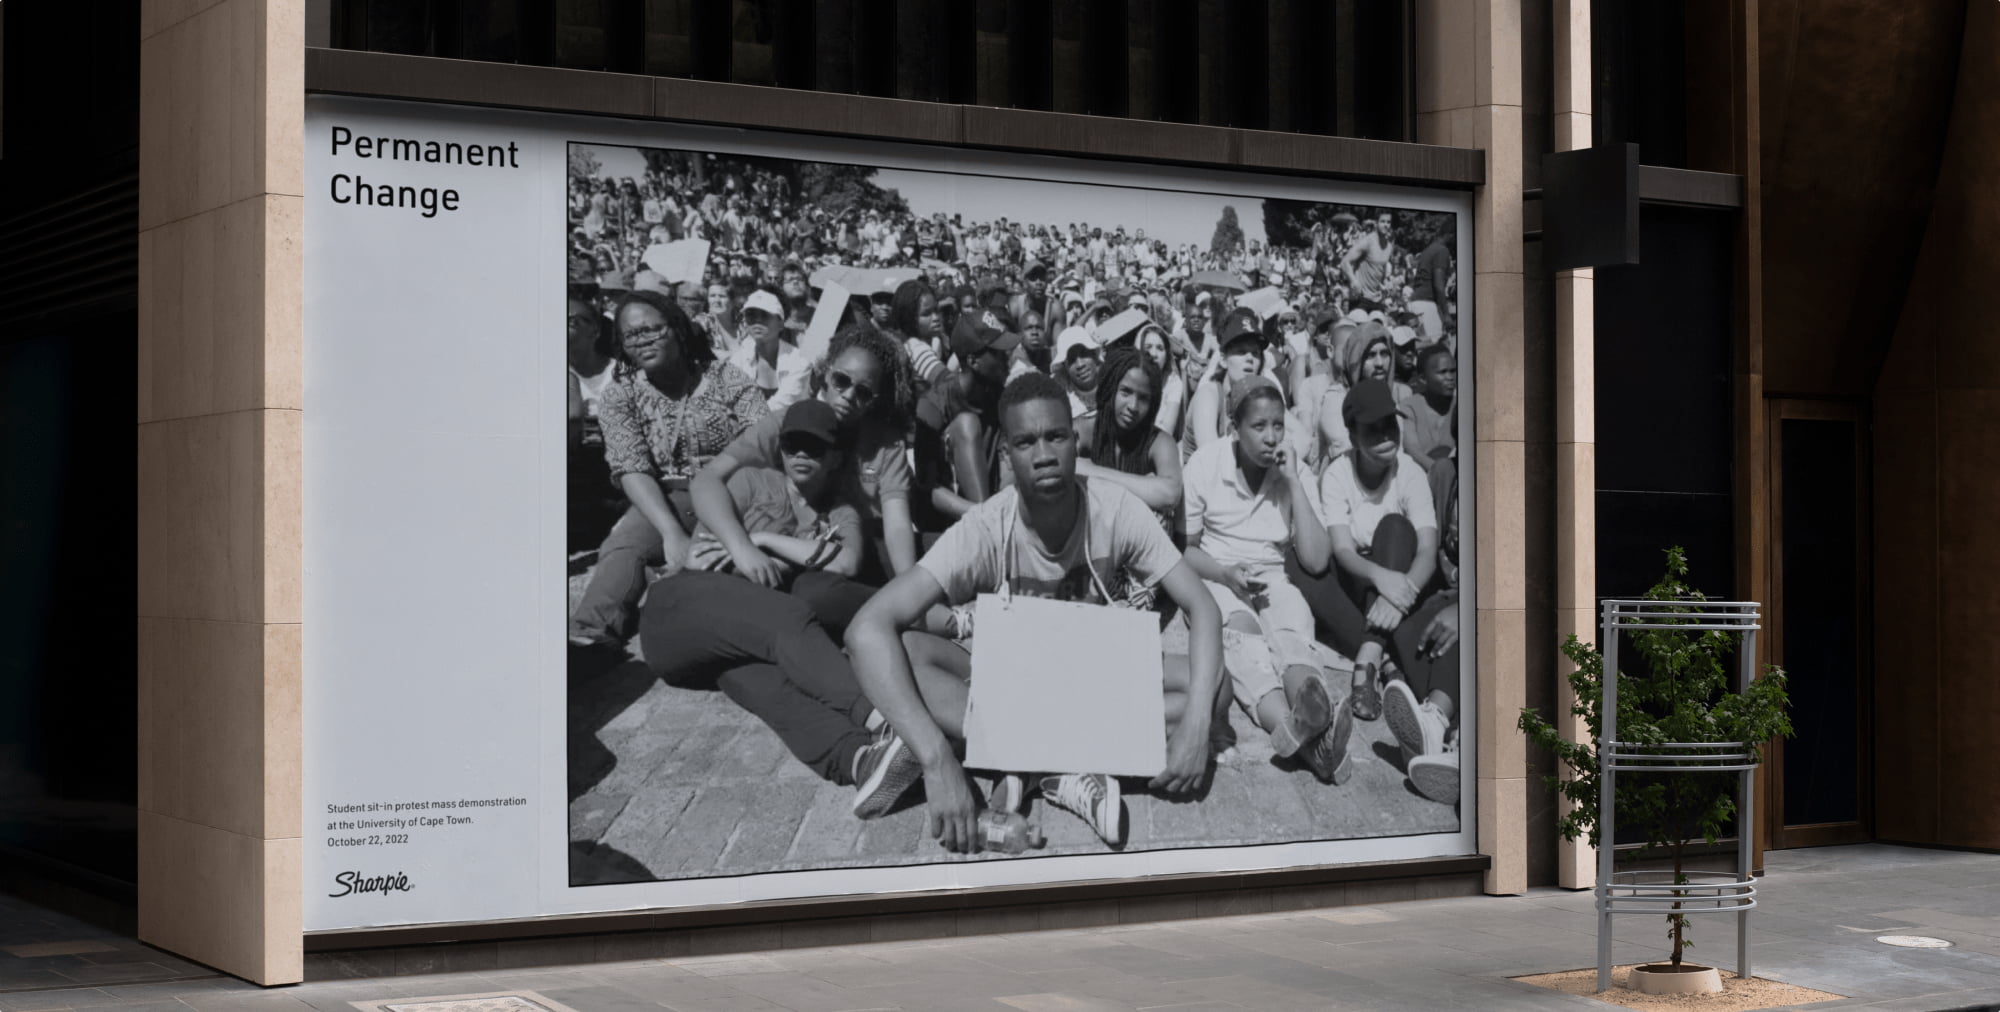 Permanent
Change
Student sit-in protest mass demonstration
at the University of Cape Town.
October 22, 2022
Sharpie®